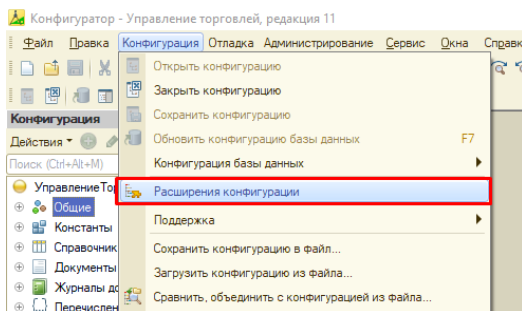 Конфигуратор - Управление торговлей, редакция 11
Файл Правка Конфигурация Отладка Администрирование Сервис Окна
Открыть конфигурацию
Закрыть конфигурацию
Конфигурация
Сохранить конфигурацию
Действия
Обновить конфигурацию базы данных F7
Поиск (Ctrl+Alt+M)
Конфигурация базы данных
Расширения конфигурации
Общие
Поддержка
Константы
Сохранить конфигурацию в файл...
Документы
Загрузить конфигурацию из файла...
Журналы
Сравнить, объединить с конфигурацией из файла...